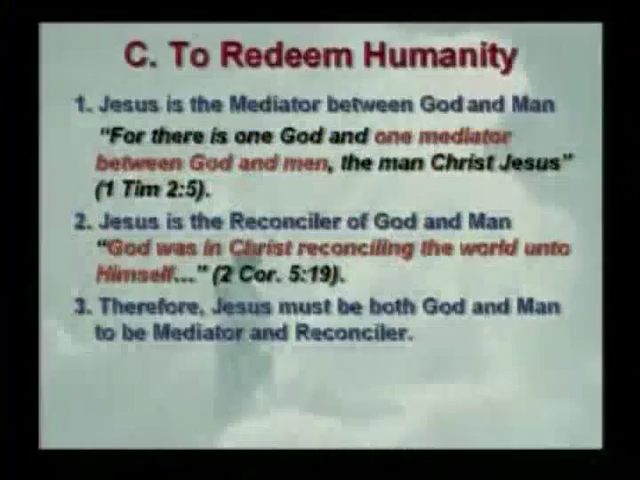 C. To Redeem Humanity
1. Jesus is the Mediator between God and Man
"For there is one God and one mediator
between God and men, the man Christ Jesus"
(1 Tim 2:5).
2. Jesus is the Reconciler of God and Man
"God was in Christ reconciling the world unto
Himself..." (2 Cor. 5:19).
3. Therefore, Jesus must be both God and Man
to be Mediator and Reconciler.